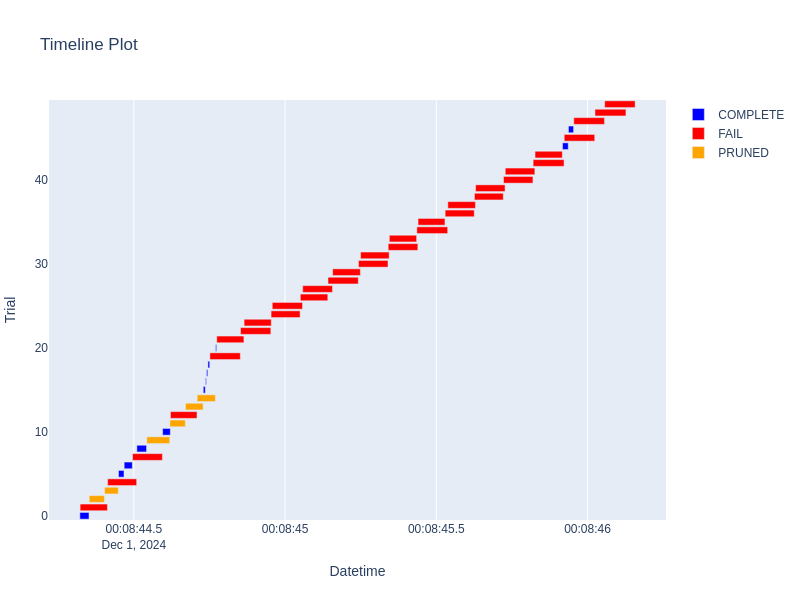 Timeline Plot
COMPLETE
FAIL
PRUNED
40
30
20
10
0
Trial
00:08:44.5
Dec 1, 2024
00:08:45
00:08:45.5
00:08:46
Datetime